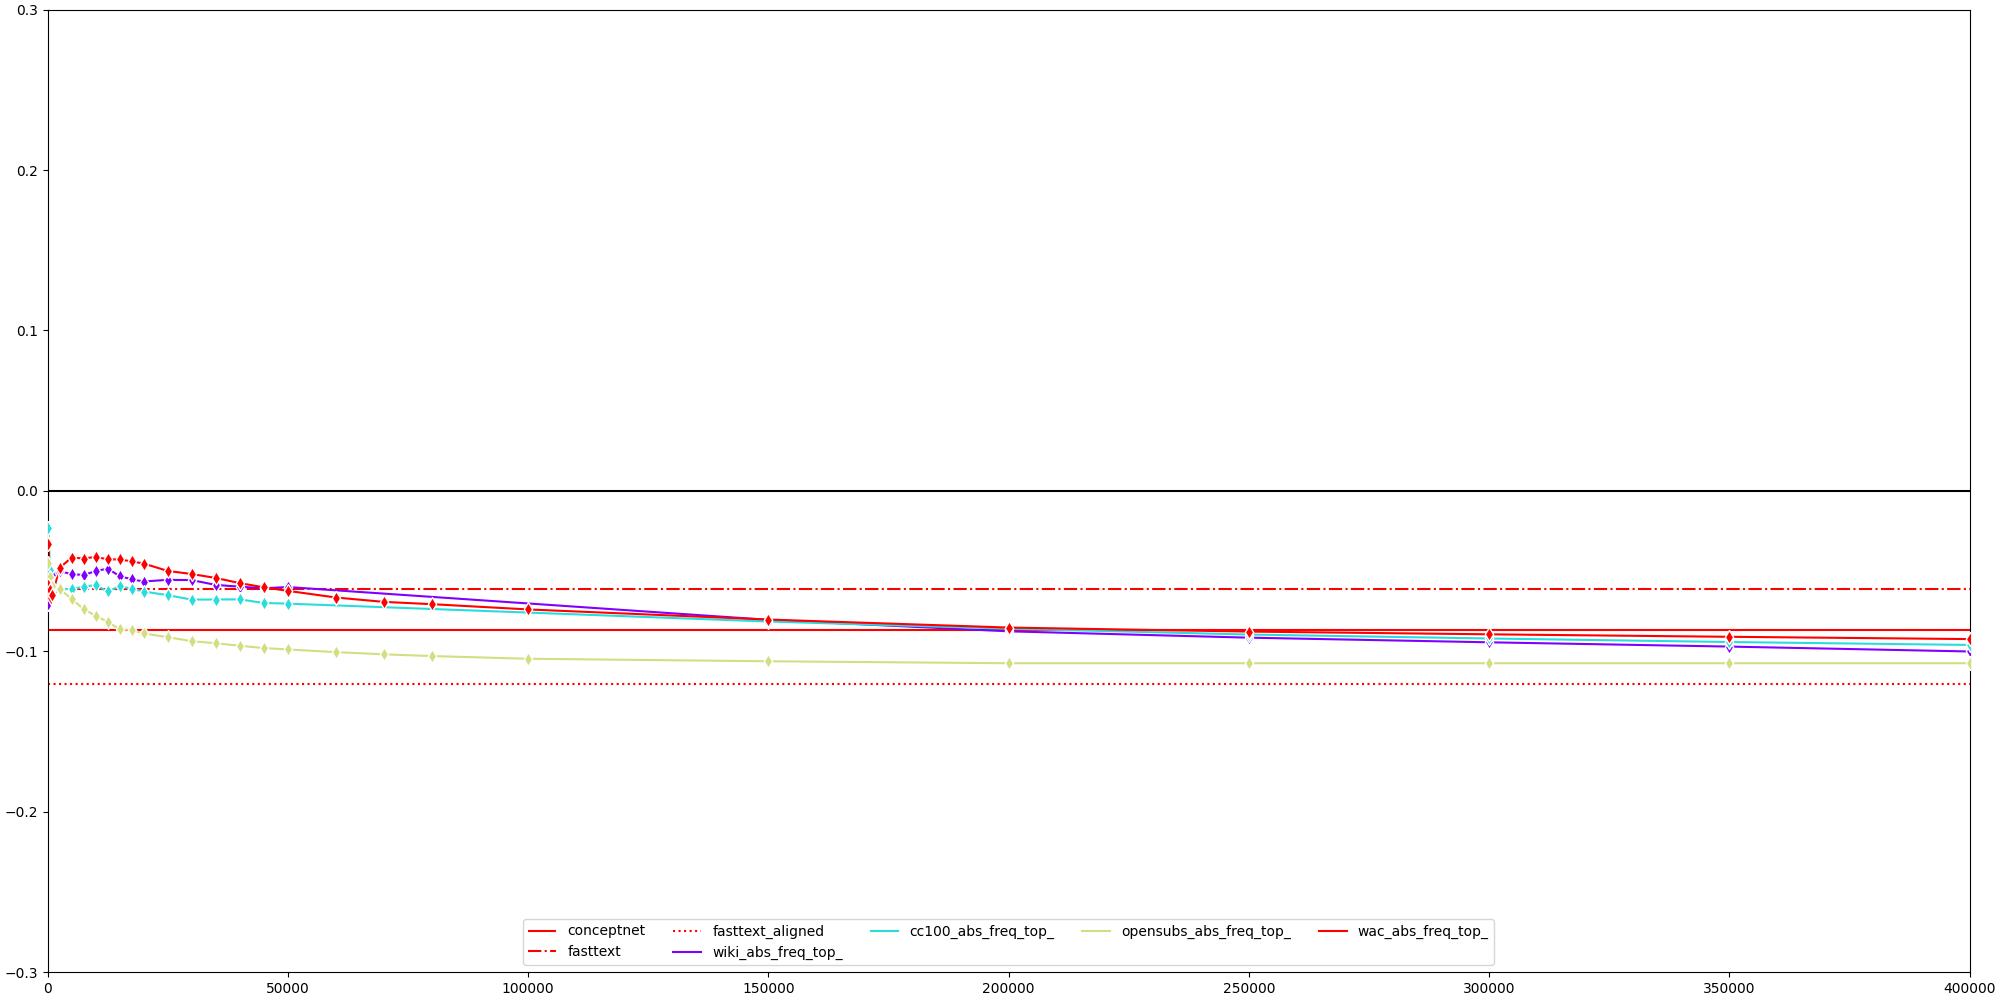 0.3
0.2
0.1
0.0
−0.1
−0.2
−0.3
0 50000 100000 150000 200000 250000 300000 350000 400000
conceptnet fasttext_aligned cc100_abs_freq_top_ opensubs_abs_freq_top_ wac_abs_freq_top_
fasttext wiki_abs_freq_top_